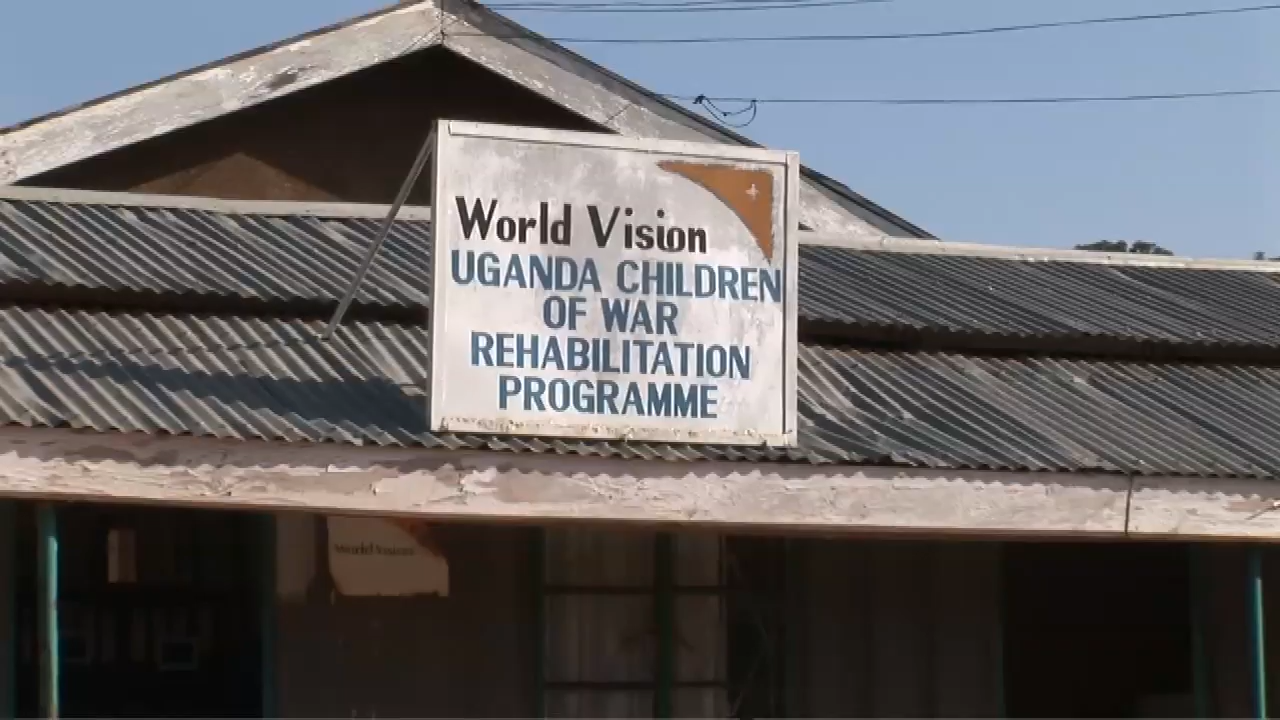 World Vision
UGANDA CHILDREN
OF WAR
REHABILITATION
PROGRAMME
World Vision